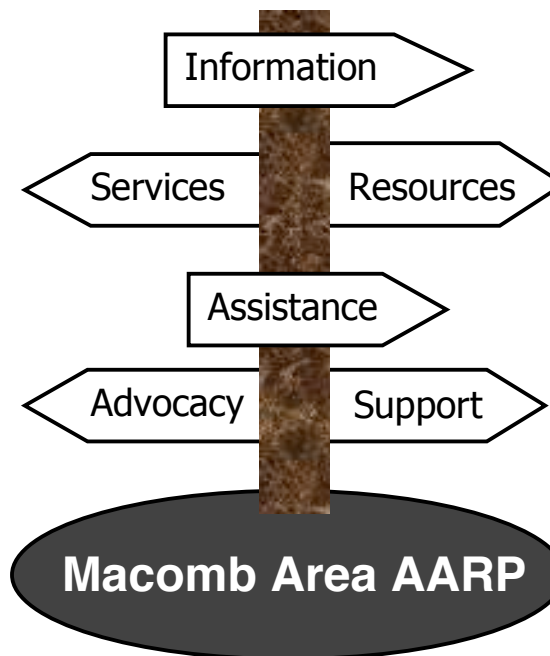 Information
Services Resources
Assistance
Advocacy Support
Macomb Area AARP